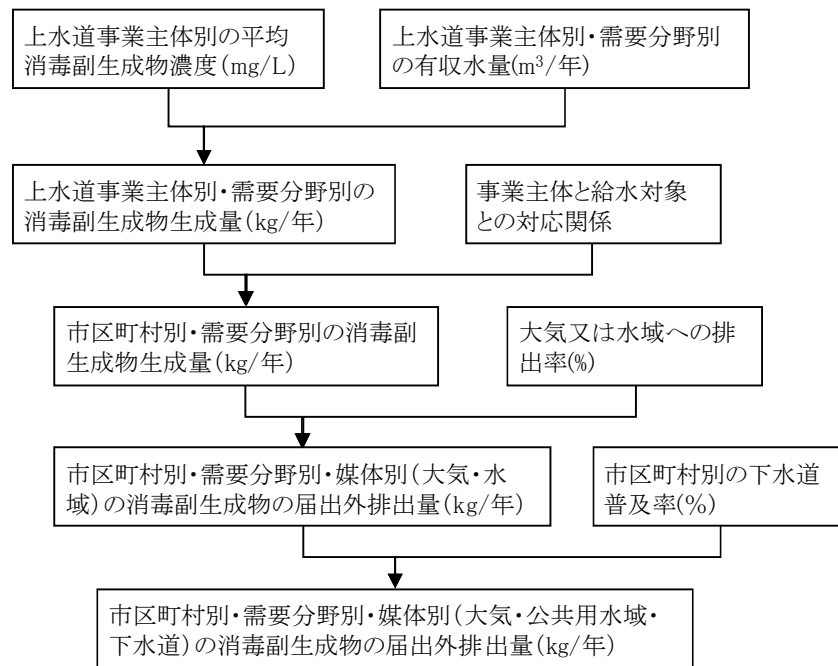 上水道事業主体別の平均
消毒副生成物濃度(mg/L)
上水道事業主体別・需要分野別
の有収水量(m³/年)
上水道事業主体別・需要分野別の
消毒副生成物生成量(kg/年)
事業主体と給水対象
との対応関係
市区町村別・需要分野別の消毒副
生成物生成量(kg/年)
大気又は水域への排
出率(%)
市区町村別・需要分野別・媒体別(大気・水
域)の消毒副生成物の届出外排出量(kg/年)
市区町村別の下水道
普及率(%)
市区町村別・需要分野別・媒体別(大気・公共用水域・
下水道)の消毒副生成物の届出外排出量(kg/年)